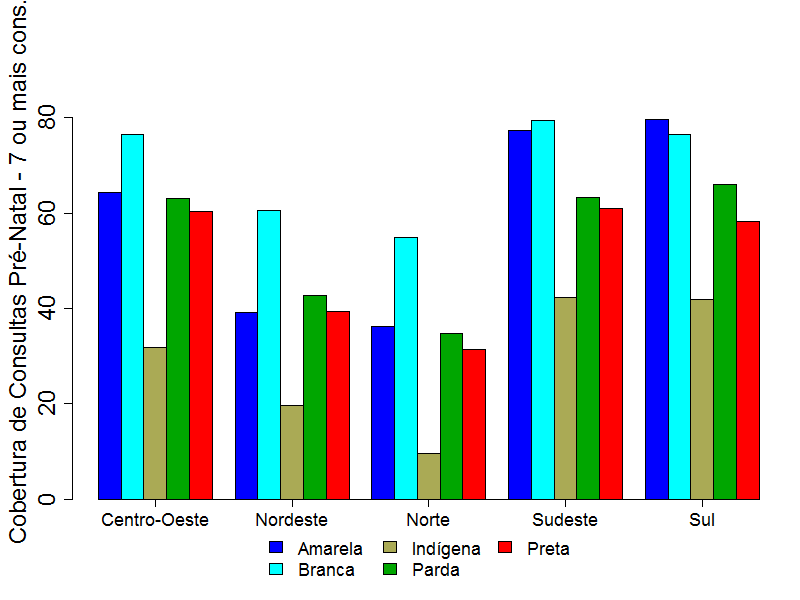 Cobertura de Consultas Pré-Natal - 7 ou mais cons.
80
60
40
20
0
Centro-Oeste Nordeste Norte Sudeste Sul
Amarela Indígena Preta
Branca Parda